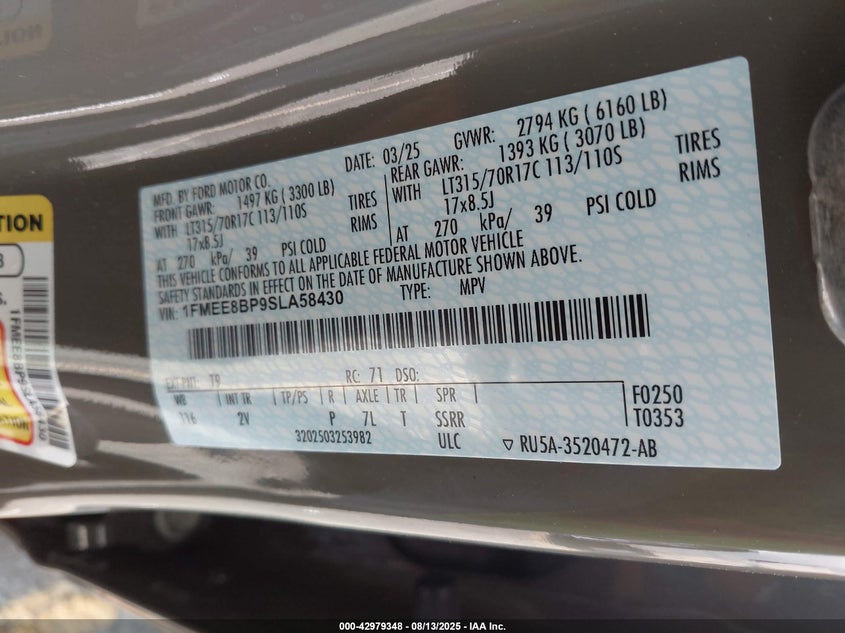 MFD. BY FORD MOTOR CO.
DATE: 03/25 GVWR: 2794 KG ( 6160 LB)
FRONT GAWR: 1497 KG ( 3300 LB)
REAR GAWR: 1393 KG ( 3070 LB)
WITH LT315/70R17C 113/110S TIRES
WITH LT315/70R17C 113/110S TIRES
17x8.5J RIMS
17x8.5J RIMS
AT 270 kPa/ 39 PSI COLD
AT 270 kPa/ 39 PSI COLD
THIS VEHICLE CONFORMS TO ALL APPLICABLE FEDERAL MOTOR VEHICLE
SAFETY STANDARDS IN EFFECT ON THE DATE OF MANUFACTURE SHOWN ABOVE.
VIN: 1FMEE8BP9SLA58430 TYPE: MPV
EXT PNT: T9 RC: 71 DSO:
WB INT TR TP/PS R AXLE TR SPR F0250
116 2V P 7L T SSRR T0353
3202503253982 ULC RU5A-3520472-AB
TION
000-42979348 - 08/13/2025 - IAA Inc.